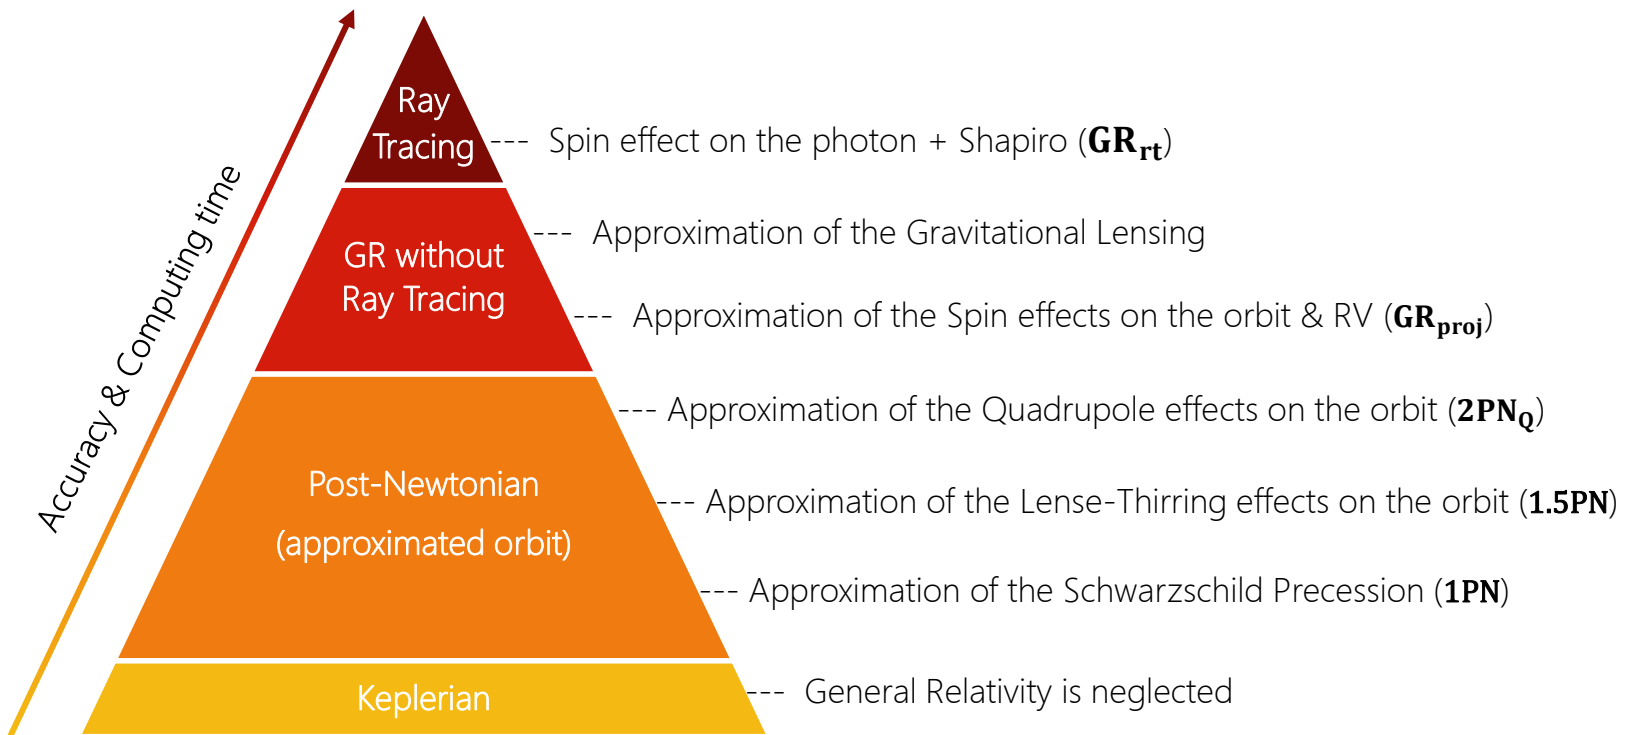 Accuracy & Computing time
Ray
Tracing
--- Spin effect on the photon + Shapiro (GR_rt)
--- Approximation of the Gravitational Lensing
GR without
Ray Tracing
--- Approximation of the Spin effects on the orbit & RV (GR_proj)
--- Approximation of the Quadrupole effects on the orbit (2PN_Q)
Post-Newtonian
(approximated orbit)
--- Approximation of the Lense-Thirring effects on the orbit (1.5PN)
--- Approximation of the Schwarzschild Precession (1PN)
Keplerian
--- General Relativity is neglected